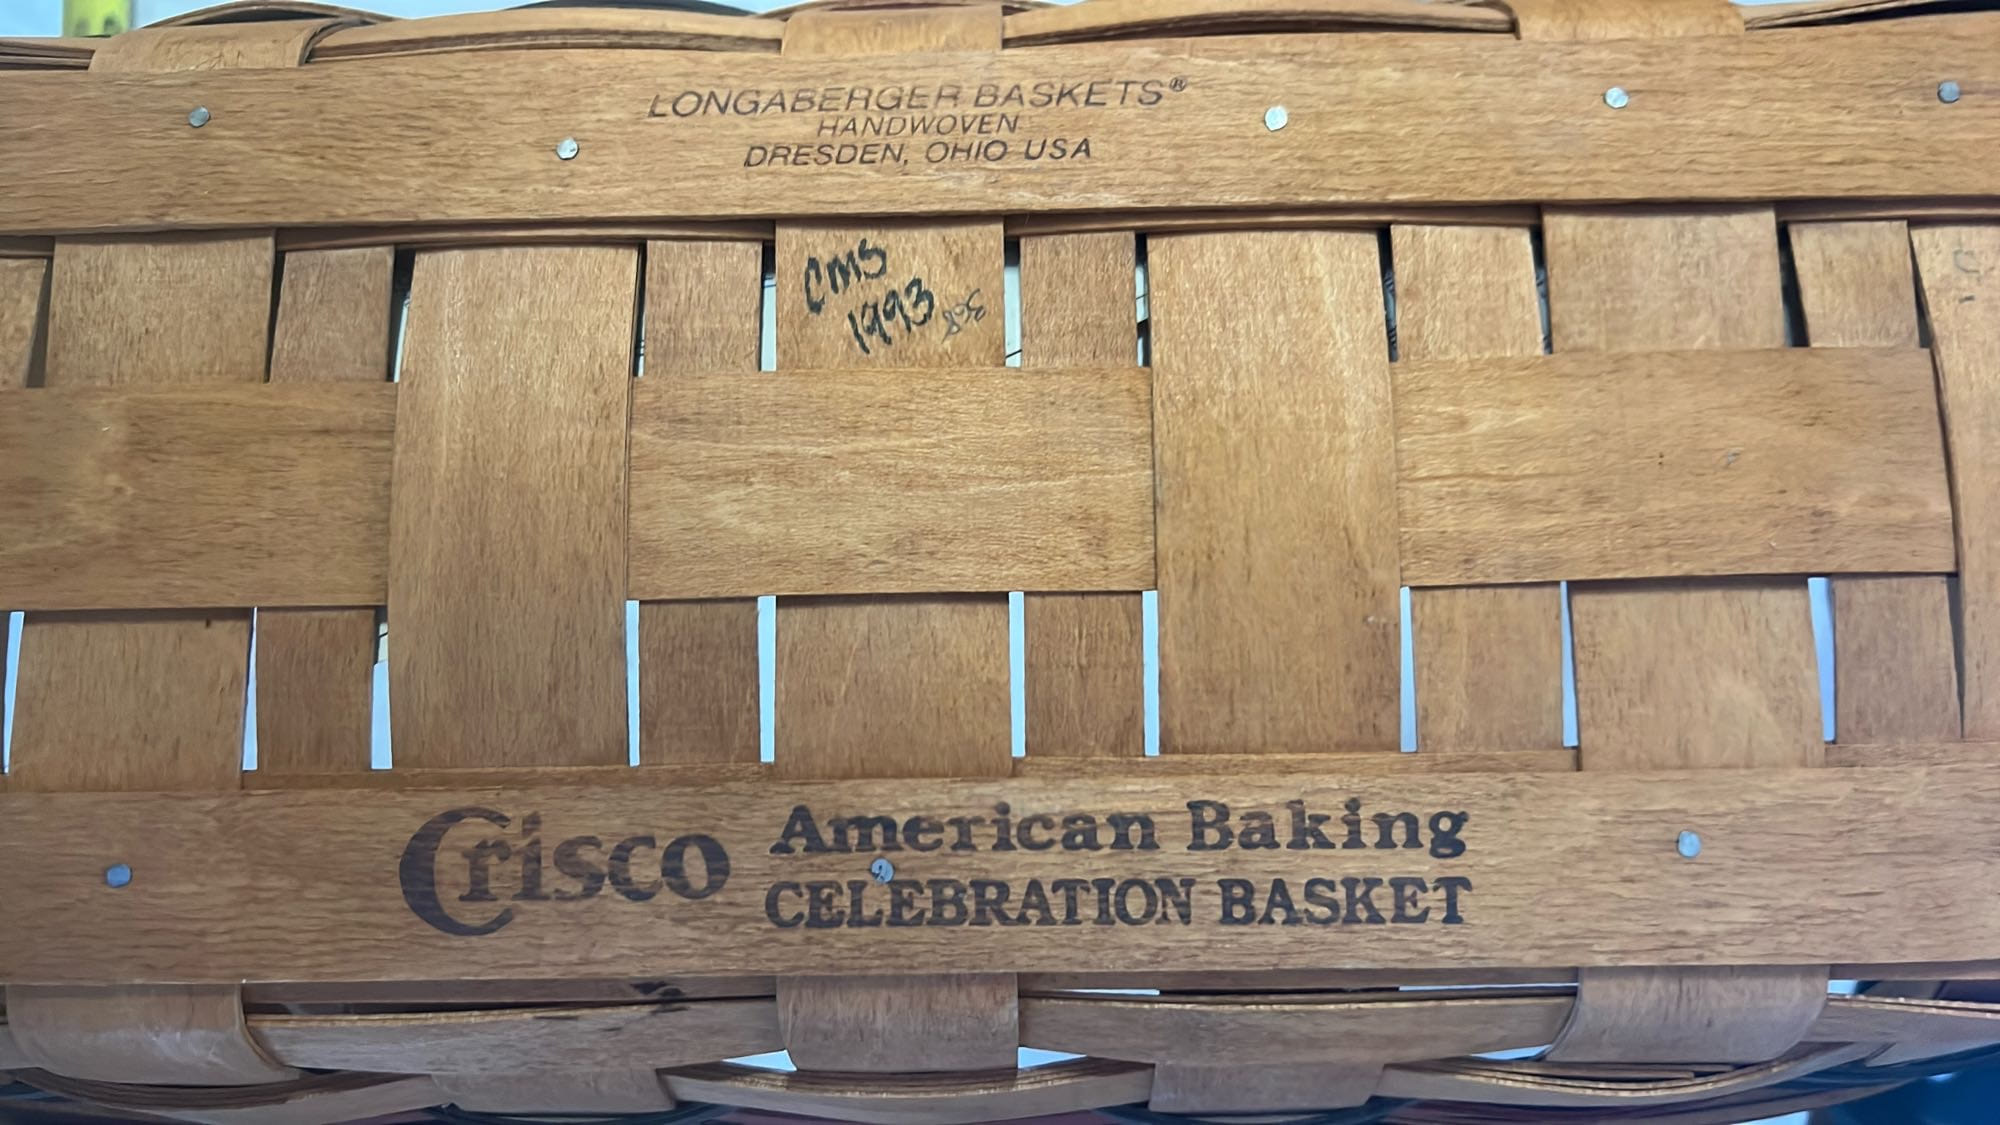 LONGABERGER BASKETS®
HANDWOVEN
DRESDEN, OHIO USA
CMS
1993
Crisco American Baking
CELEBRATION BASKET